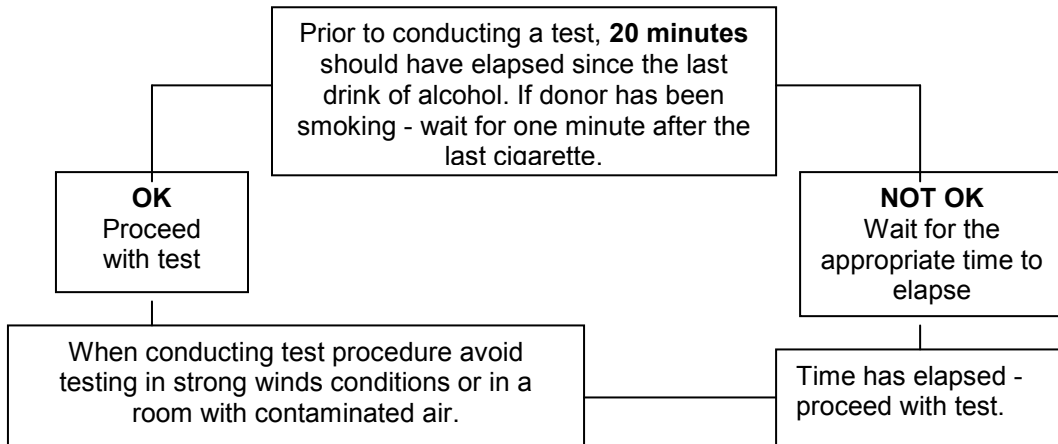 Prior to conducting a test, 20 minutes
should have elapsed since the last
drink of alcohol. If donor has been
smoking - wait for one minute after the
last cigarette.
OK
Proceed
with test
NOT OK
Wait for the
appropriate time to
elapse
When conducting test procedure avoid
testing in strong winds conditions or in a
room with contaminated air.
Time has elapsed -
proceed with test.